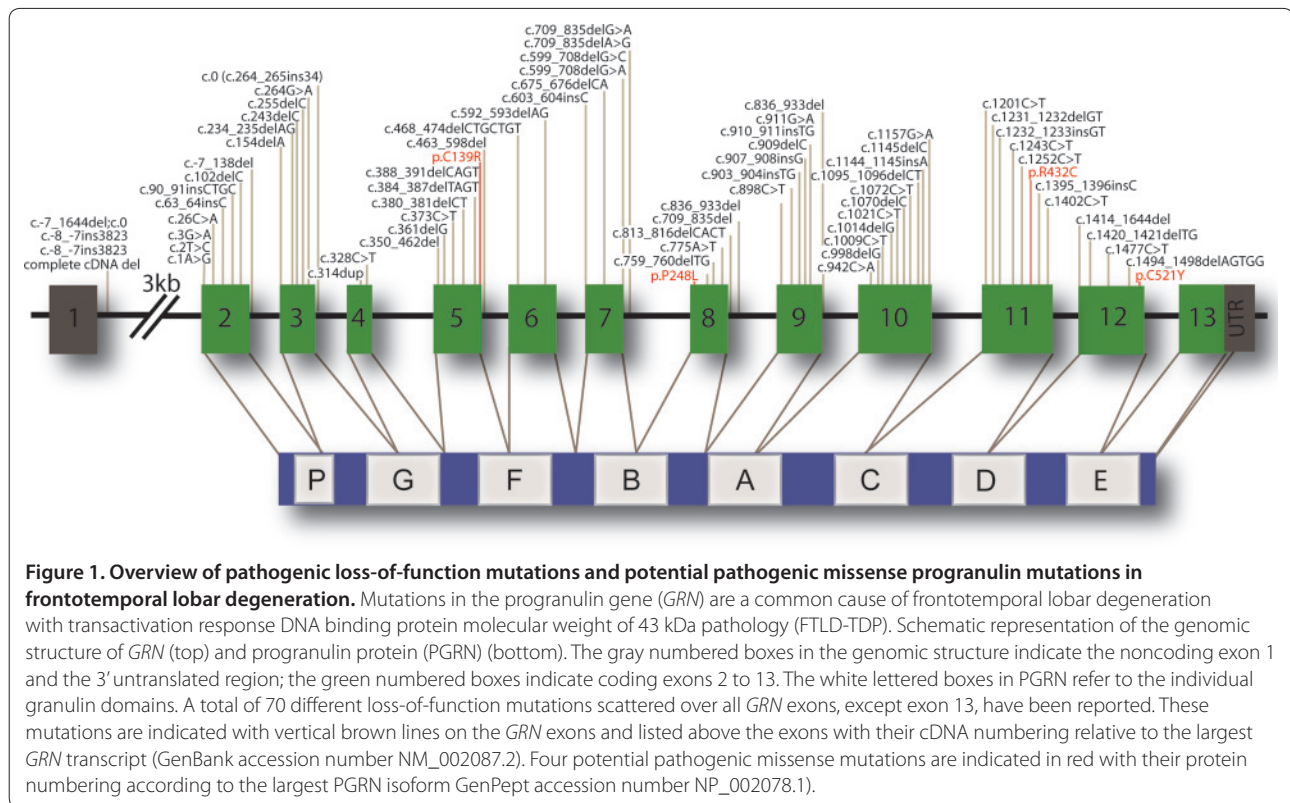 c.709_835delG>A
c.709_835delA>G
c.599_708delG>C
c.599_708delG>A
c.675_676delCA
c.603_604insC
c.592_593delAG
c.0 (c.264_265ins34)
c.264G>A
c.255delC
c.243delC
c.234_235delAG
c.154delA
c.-7_138del
c.102delC
c.90_91insCTGC
c.63_64insC
c.26C>A
c.3G>A
c.2T>C
c.1A>G
c.-7_1644del;c.0
c.-8_-7ins3823
c.-8_-7ins3823
complete cDNA del
c.328C>T
c.314dup
c.468_474delCTGCTGT
c.463_598del
p.C139R
c.388_391delCAGT
c.384_387delTAGT
c.380_381delCT
c.373C>T
c.361delG
c.350_462del
c.836_933del
c.709_835del
c.813_816delCACT
c.775A>T
c.759_760delTG
p.P248L
c.836_933del
c.911G>A
c.910_911insTG
c.909delC
c.907_908insG
c.903_904insTG
c.898C>T
c.1157G>A
c.1145delC
c.1144_1145insA
c.1095_1096delCT
c.1072C>T
c.1070delC
c.1021C>T
c.1014delG
c.1009C>T
c.998delG
c.942C>A
c.1201C>T
c.1231_1232delGT
c.1232_1233insGT
c.1243C>T
c.1252C>T
p.R432C
c.1395_1396insC
c.1402C>T
c.1414_1644del
c.1420_1421delTG
c.1477C>T
c.1494_1498delAGTGG
p.C521Y
3kb
1 2 3 4 5 6 7 8 9 10 11 12 13 UTR
P G F B A C D E
Figure 1. Overview of pathogenic loss-of-function mutations and potential pathogenic missense progranulin mutations in
frontotemporal lobar degeneration. Mutations in the progranulin gene (GRN) are a common cause of frontotemporal lobar degeneration
with transactivation response DNA binding protein molecular weight of 43 kDa pathology (FTLD-TDP). Schematic representation of the genomic
structure of GRN (top) and progranulin protein (PGRN) (bottom). The gray numbered boxes in the genomic structure indicate the noncoding exon 1
and the 3' untranslated region; the green numbered boxes indicate coding exons 2 to 13. The white lettered boxes in PGRN refer to the individual
granulin domains. A total of 70 different loss-of-function mutations scattered over all GRN exons, except exon 13, have been reported. These
mutations are indicated with vertical brown lines on the GRN exons and listed above the exons with their cDNA numbering relative to the largest
GRN transcript (GenBank accession number NM_002087.2). Four potential pathogenic missense mutations are indicated in red with their protein
numbering according to the largest PGRN isoform GenPept accession number NP_002078.1).